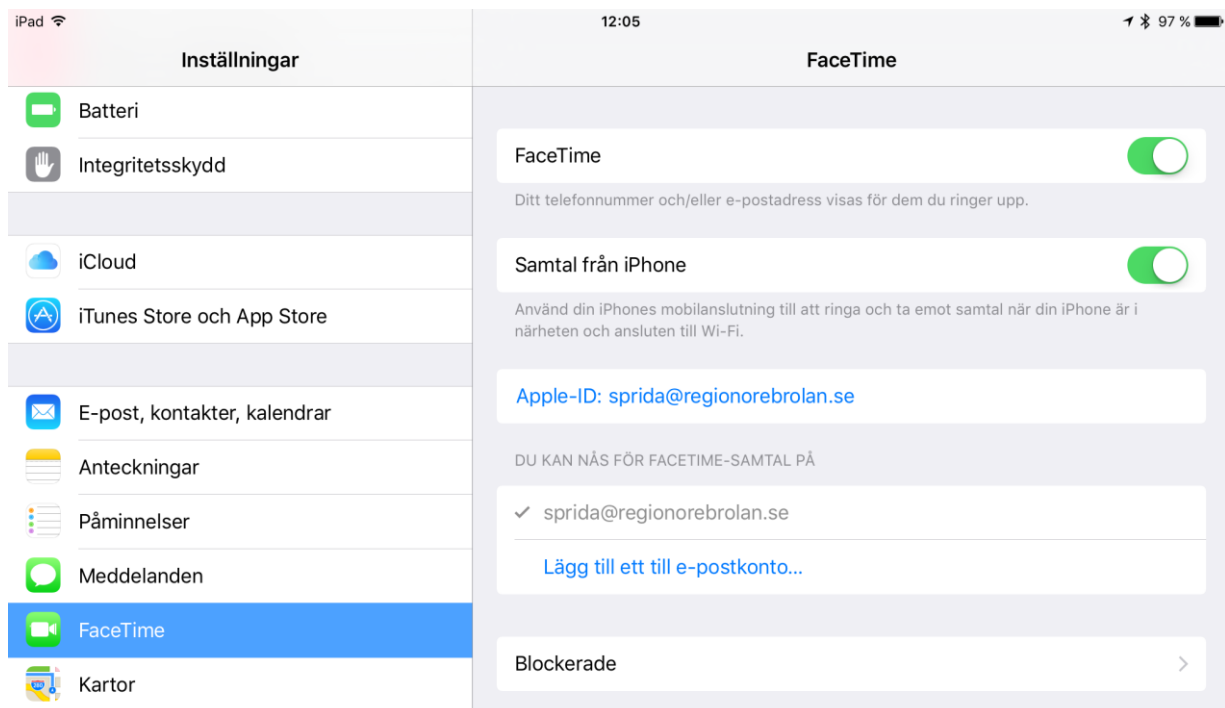 iPad
12:05
97 %
Inställningar
Batteri
Integritetsskydd
iCloud
iTunes Store och App Store
E-post, kontakter, kalendrar
Anteckningar
Påminnelser
Meddelanden
FaceTime
Kartor
FaceTime
FaceTime
Ditt telefonnummer och/eller e-postadress visas för dem du ringer upp.
Samtal från iPhone
Använd din iPhones mobilanslutning till att ringa och ta emot samtal när din iPhone är i
närheten och ansluten till Wi-Fi.
Apple-ID: sprida@regionorebrolan.se
DU KAN NÅS FÖR FACETIME-SAMTAL PÅ
sprida@regionorebrolan.se
Lägg till ett till e-postkonto...
Blockerade